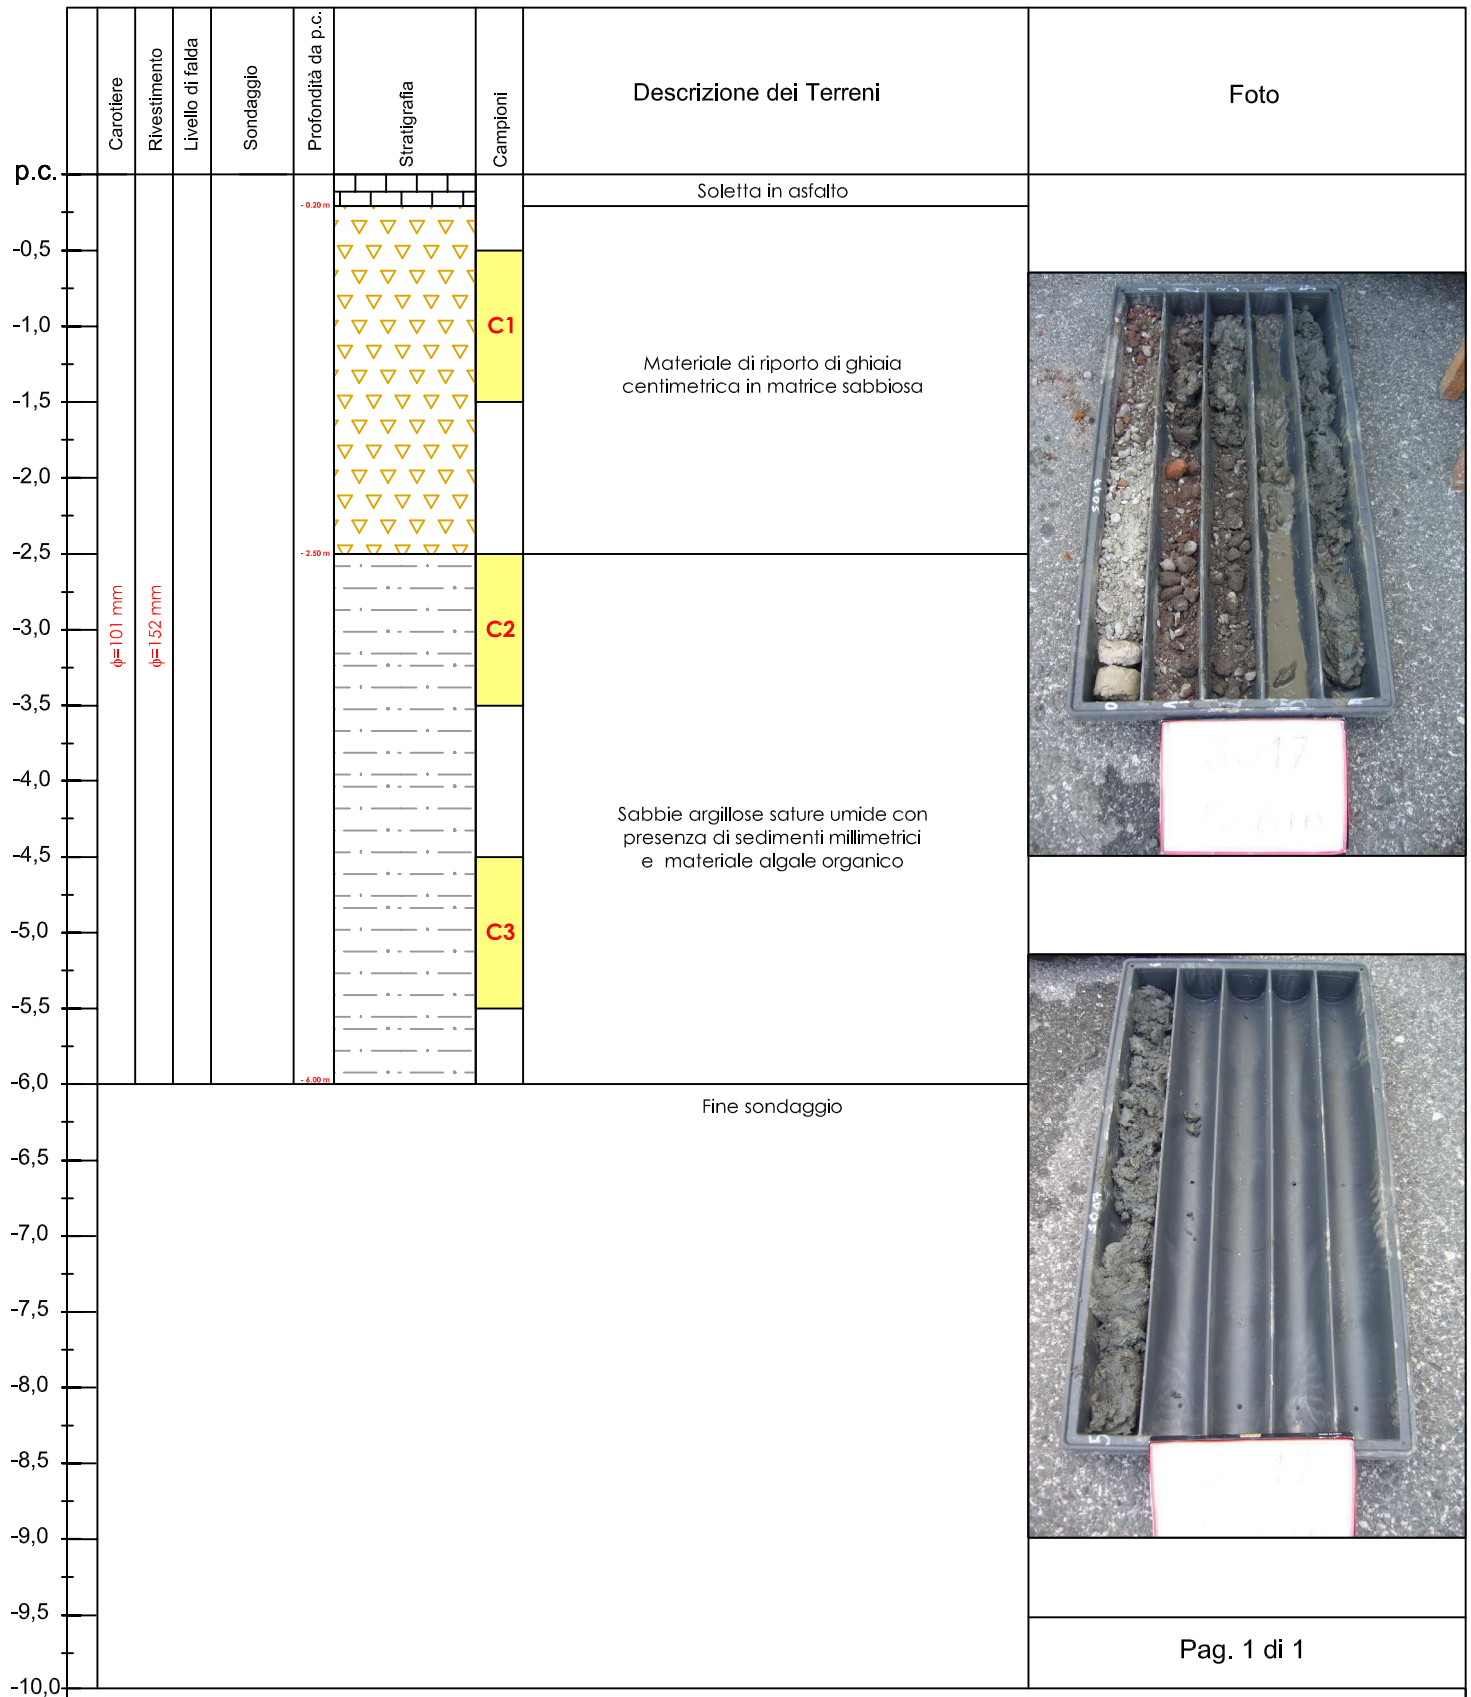 Carotiere
Rivestimento
Livello di falda
Sondaggio
Profondità da p.c.
Stratigrafia
Campioni
Descrizione dei Terreni
Foto
p.c.
Soletta in asfalto
- 0.20 m
-0,5
C1
-1,0
Materiale di riporto di ghiaia
centimetrica in matrice sabbiosa
-1,5
-2,0
-2,5
- 2.50 m
ϕ=101 mm
ϕ=152 mm
C2
-3,0
-3,5
-4,0
Sabbie argillose sature umide con
presenza di sedimenti millimetrici
e materiale algale organico
-4,5
C3
-5,0
-5,5
-6,0
- 6.00 m
Fine sondaggio
-6,5
-7,0
-7,5
-8,0
-8,5
-9,0
-9,5
-10,0
S017
S017
Pag. 1 di 1